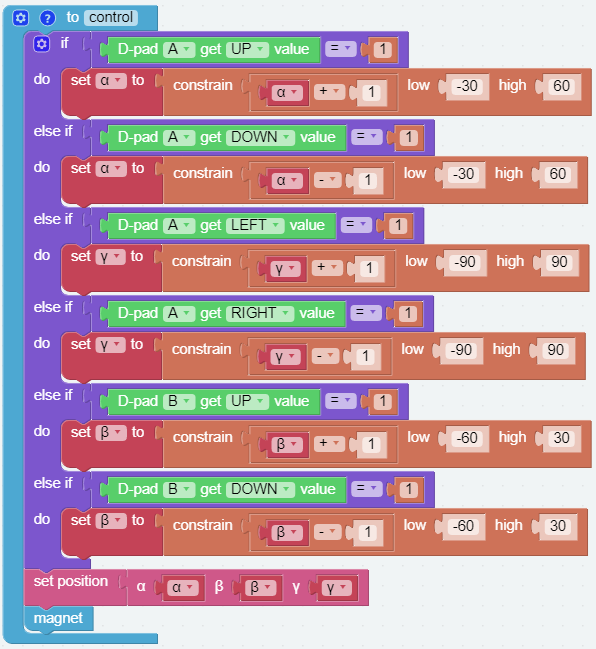 ? to control
if D-pad A get UP value = 1
do set α to constrain α + 1 low -30 high 60
else if D-pad A get DOWN value = 1
do set α to constrain α - 1 low -30 high 60
else if D-pad A get LEFT value = 1
do set γ to constrain γ + 1 low -90 high 90
else if D-pad A get RIGHT value = 1
do set γ to constrain γ - 1 low -90 high 90
else if D-pad B get UP value = 1
do set β to constrain β + 1 low -60 high 30
else if D-pad B get DOWN value = 1
do set β to constrain β - 1 low -60 high 30
set position α α β β γ γ
magnet